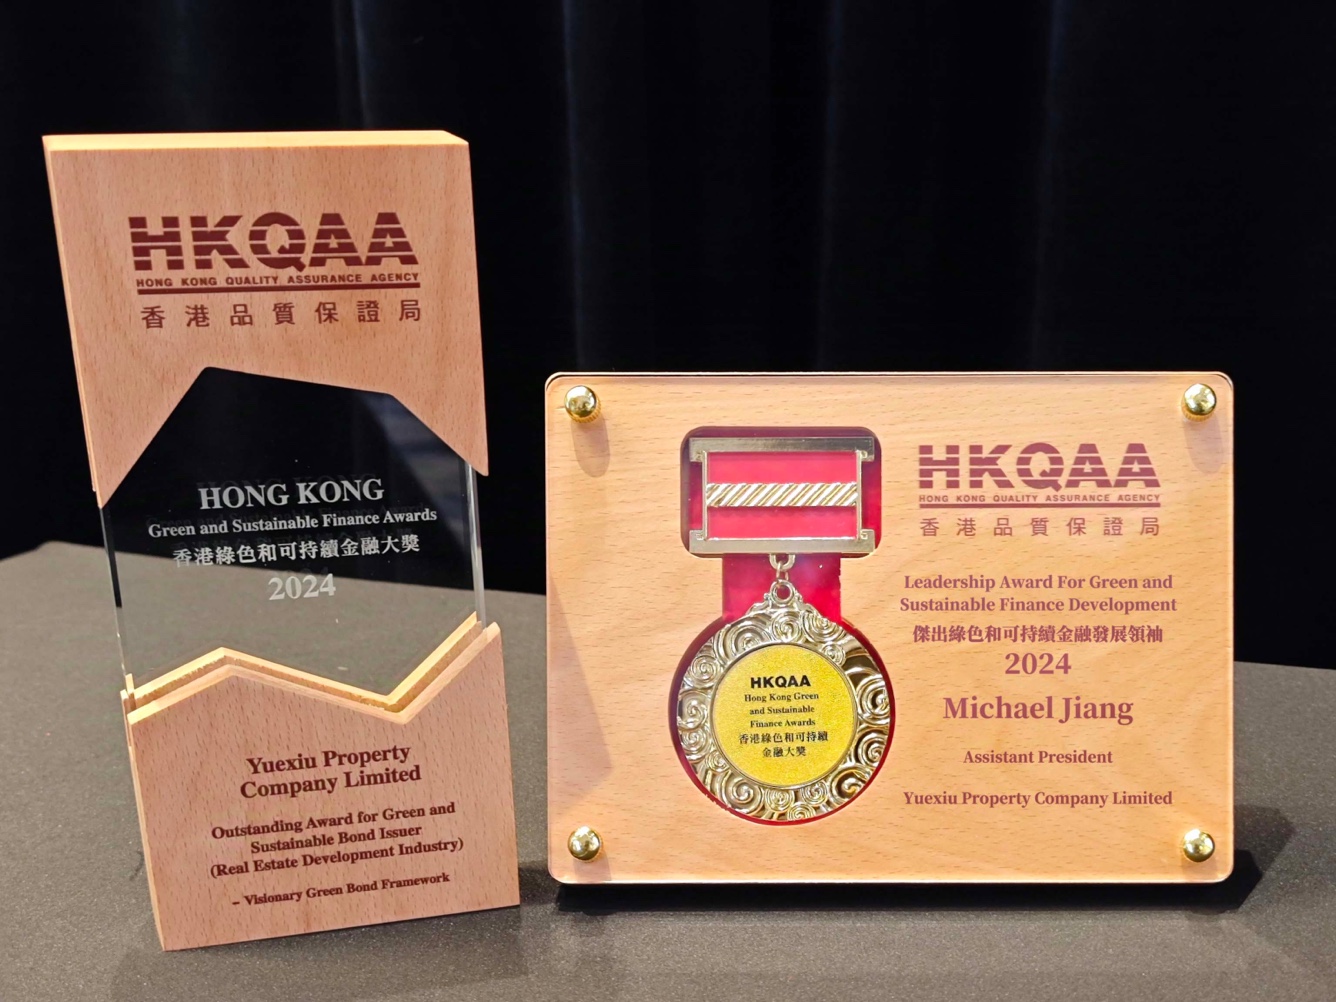 HKQAA
HONG KONG QUALITY ASSURANCE AGENCY
香港品質保證局
HONG KONG
Green and Sustainable Finance Awards
香港綠色和可持續金融大獎
2024
Yuexiu Property
Company Limited
Outstanding Award for Green and
Sustainable Bond Issuer
(Real Estate Development Industry)
– Visionary Green Bond Framework
HKQAA
Hong Kong Green
and Sustainable
Finance Awards
香港綠色和可持續
金融大獎
HKQAA
HONG KONG QUALITY ASSURANCE AGENCY
香港品質保證局
Leadership Award For Green and
Sustainable Finance Development
傑出綠色和可持續金融發展領袖
2024
Michael Jiang
Assistant President
Yuexiu Property Company Limited